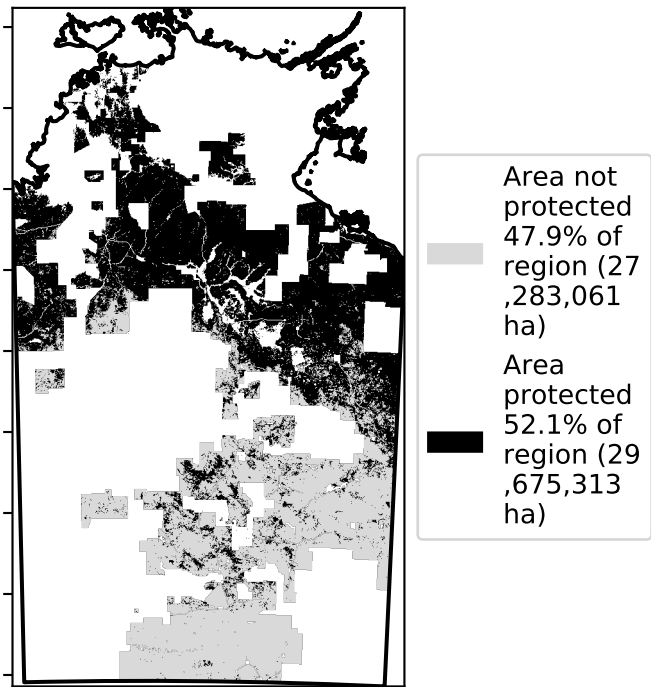 Area not
protected
47.9% of
region (27
,283,061
ha)
Area
protected
52.1% of
region (29
,675,313
ha)